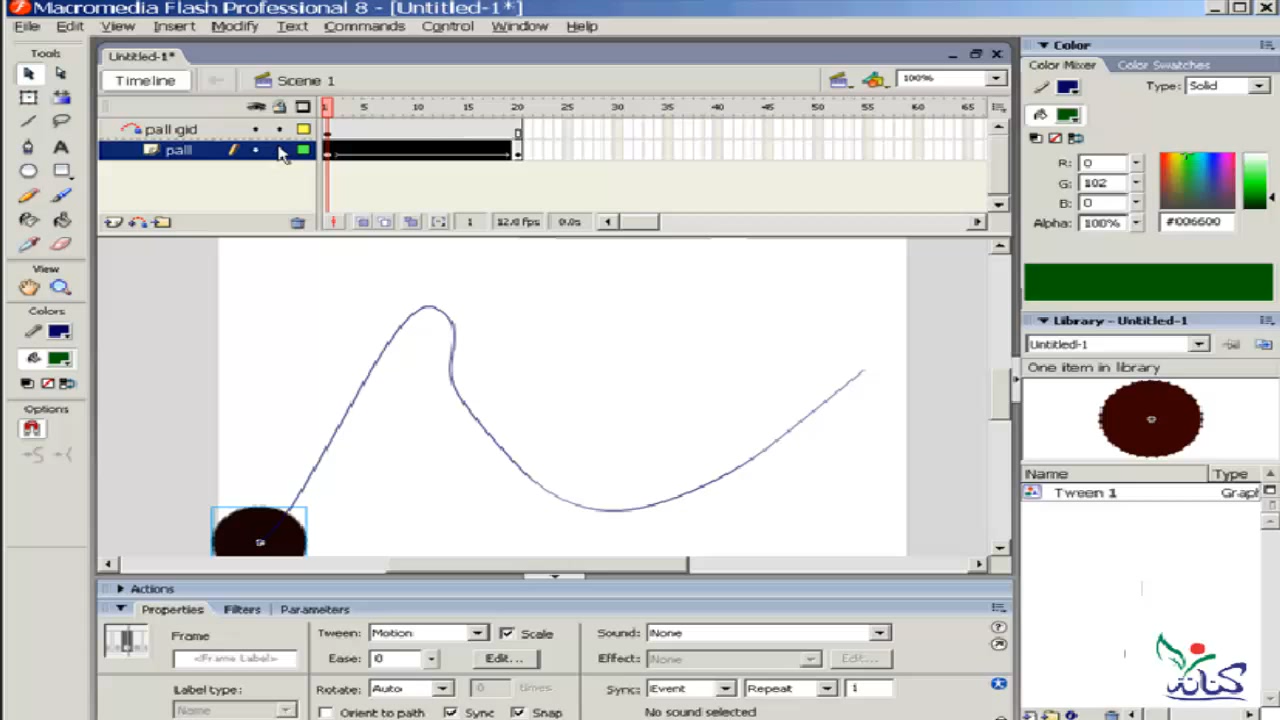 Macromedia Flash Professional 8 - [Untitled-1*]
File Edit View Insert Modify Text Commands Control Window Help
Tools
View
Colors
Options
Untitled-1*
Timeline
Scene 1
100%
1 5 10 15 20 25 30 35 40 45 50 55 60 65
pall gid
pall
1 12.0 fps 0.0s
Actions
Properties Filters Parameters
Frame
<Frame Label>
Label type:
Name
Tween: Motion Scale
Ease: 0 Edit...
Rotate: Auto 0 times
Orient to path Sync Snap
Sound: None
Effect: None Edit...
Sync: Event Repeat 1
No sound selected
Color
Color Mixer Color Swatches
Type: Solid
R: 0
G: 102
B: 0
Alpha: 100% #006600
Library - Untitled-1
Untitled-1
One item in library
Name Type
Tween 1 Graph